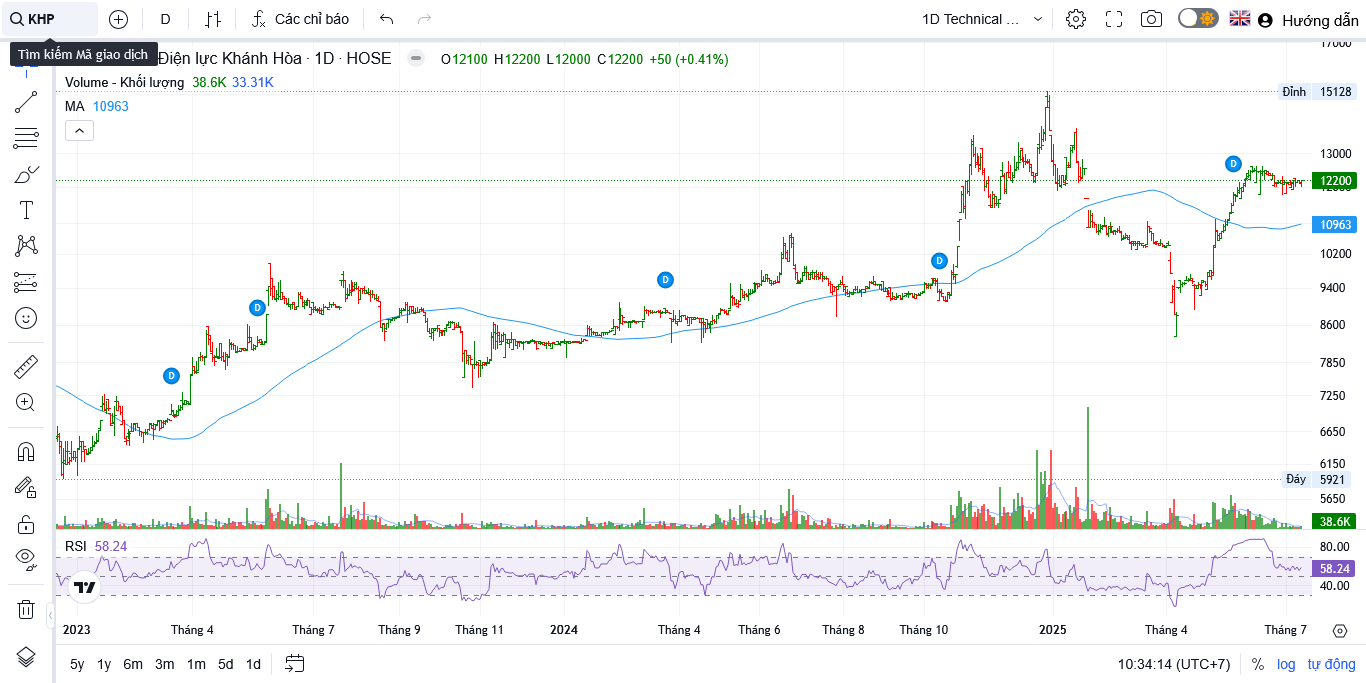 KHP D Các chỉ báo 1D Technical ... Hướng dẫn
Tìm kiếm Mã giao dịch
Điện lực Khánh Hòa · 1D · HOSE O12100 H12200 L12000 C12200 +50 (+0.41%)
Volume - Khối lượng 38.6K 33.31K
MA 10963
17000
Đỉnh 15128
13000
12200
12000
10963
10200
9400
8600
7850
7250
6650
6150
Đáy 5921
5650
38.6K
D
D
D
D
D
RSI 58.24
80.00
58.24
40.00
2023 Tháng 4 Tháng 7 Tháng 9 Tháng 11 2024 Tháng 4 Tháng 6 Tháng 8 Tháng 10 2025 Tháng 4 Tháng 7
5y 1y 6m 3m 1m 5d 1d 10:34:14 (UTC+7) % log tự động